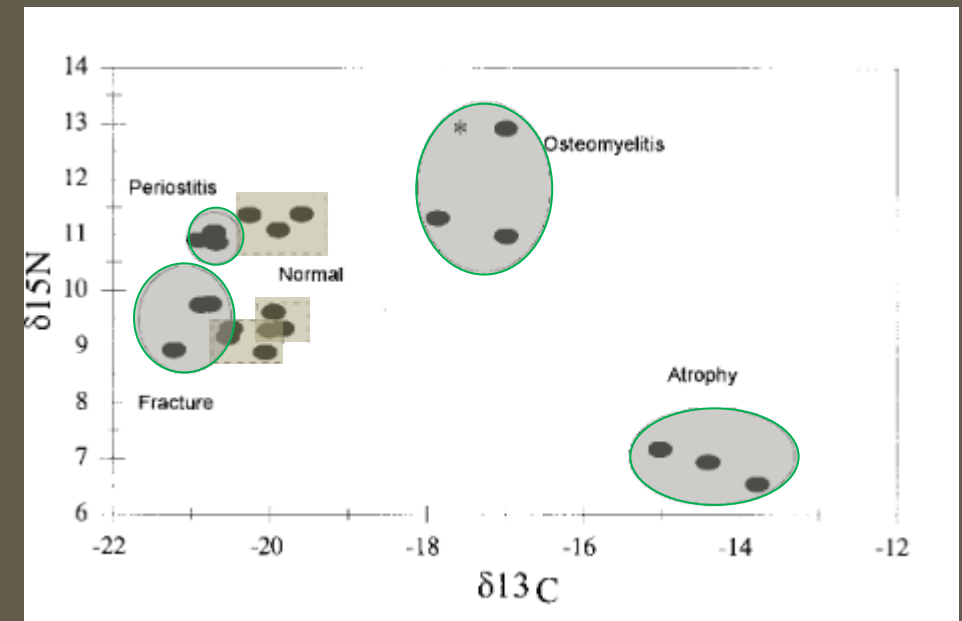 14
13
12
11
10
9
8
7
6
δ15N
Periostitis
*
Osteomyelitis
Normal
Fracture
Atrophy
-22 -20 -18 -16 -14 -12
δ13 C